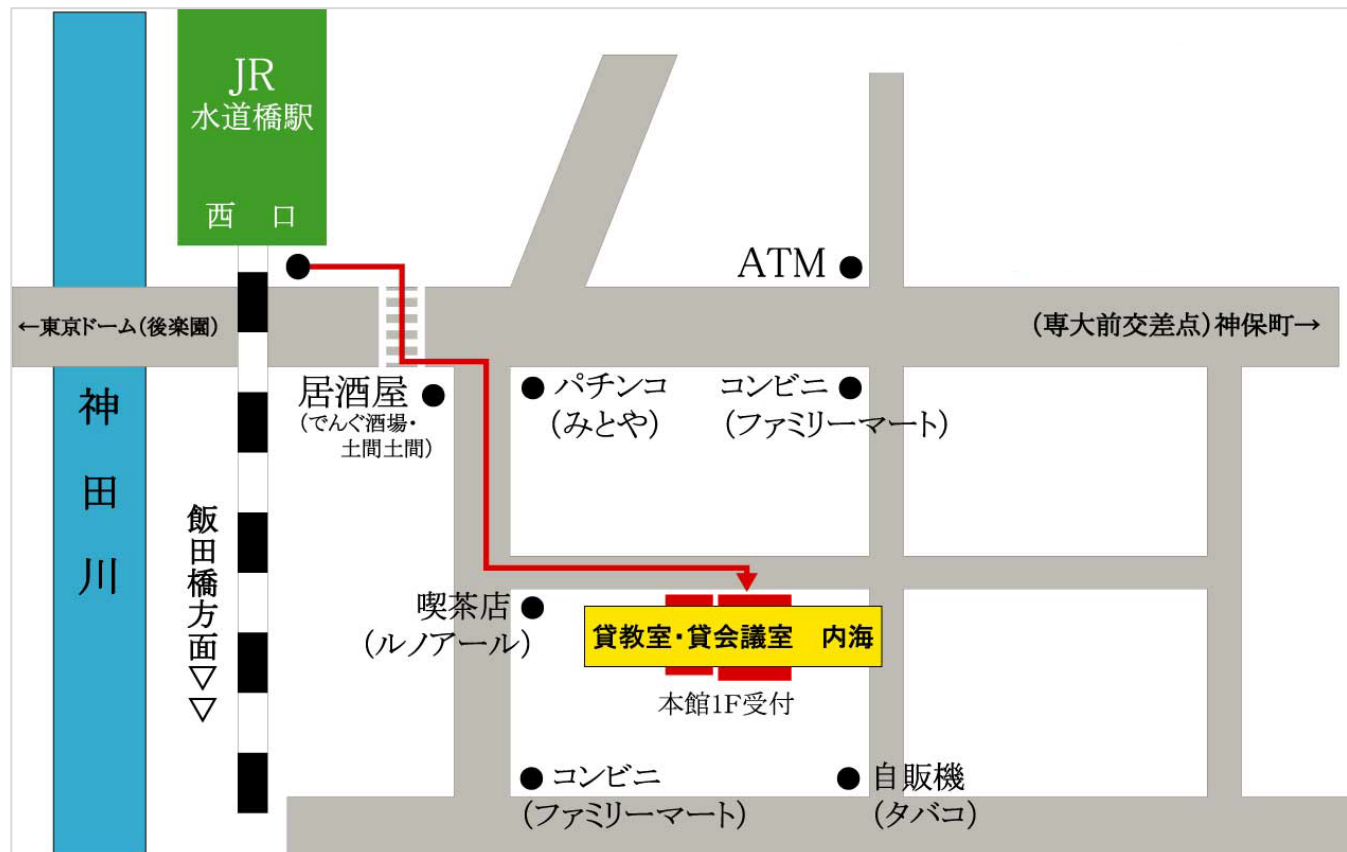 JR
水道橋駅
西 口
ATM
←東京ドーム(後楽園)
(専大前交差点)神保町→
神田川
居酒屋
(でんぐ酒場・
土間土間)
パチンコ
(みとや)
コンビニ
(ファミリーマート)
飯田橋方面▽▽
喫茶店
(ルノアール)
貸教室・貸会議室 内海
本館1F受付
コンビニ
(ファミリーマート)
自販機
(タバコ)